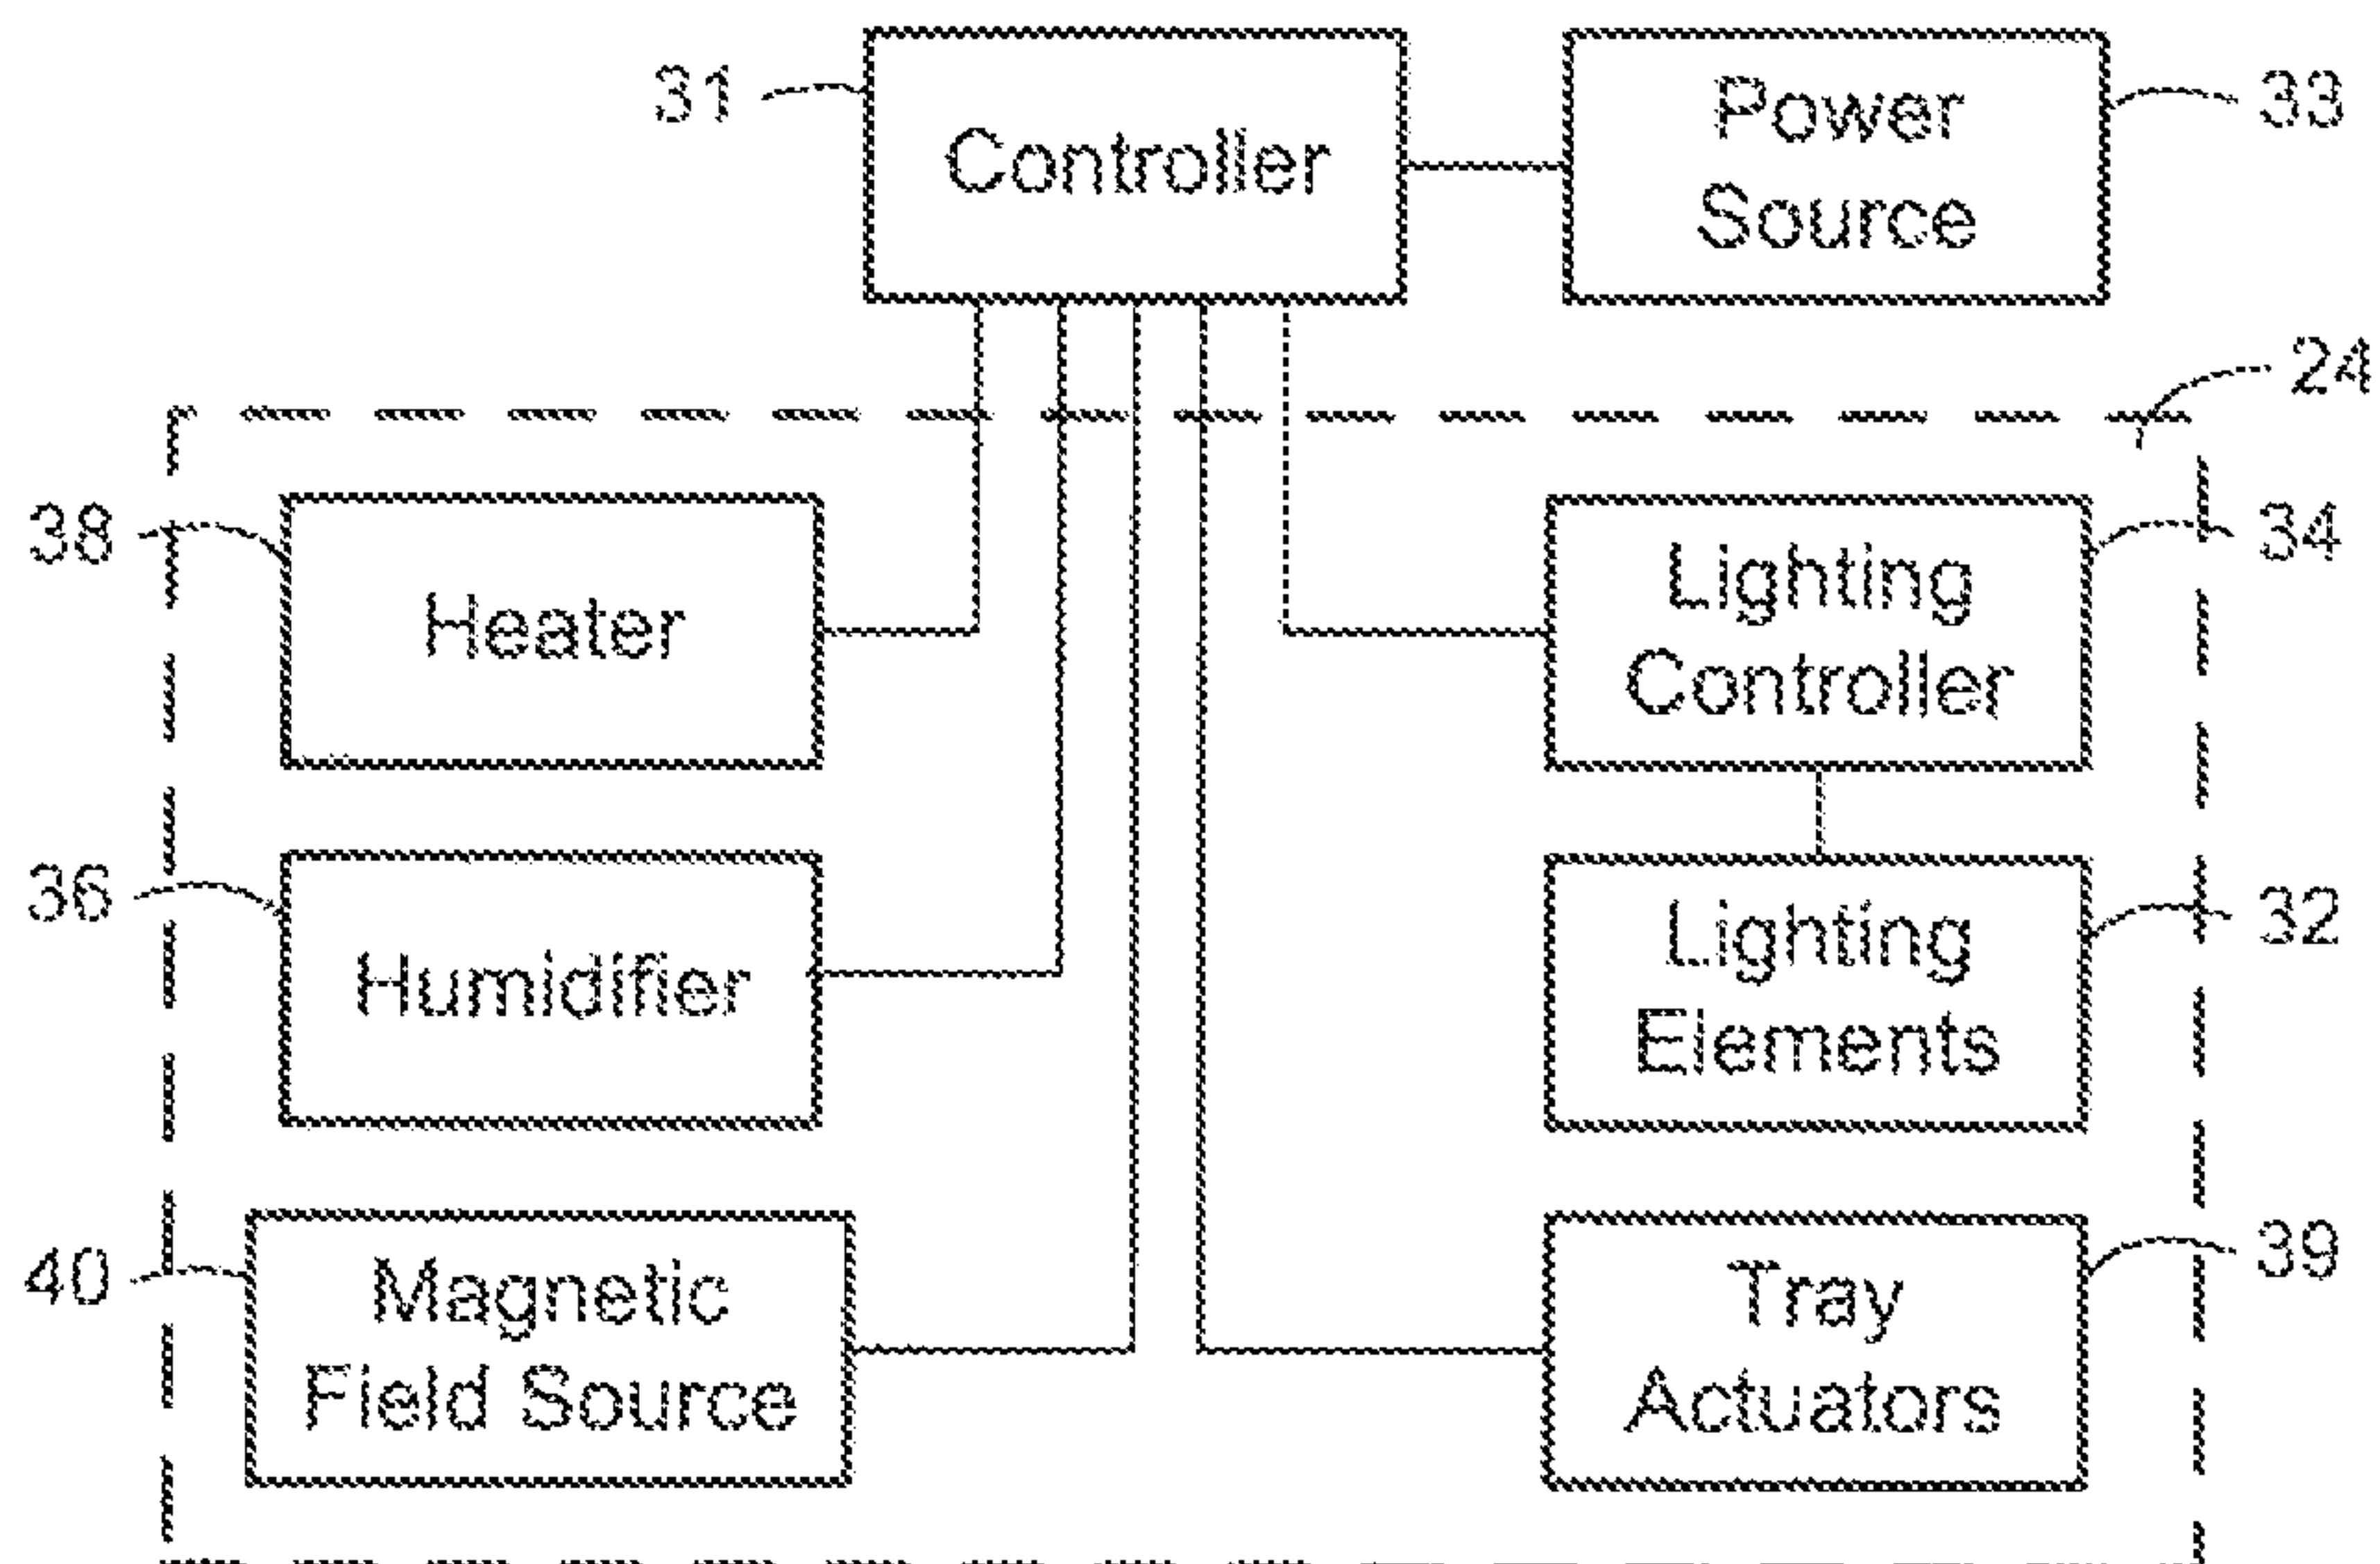 31
Controller
Power
Source
33
24
38
Heater
Lighting
Controller
34
36
Humidifier
Lighting
Elements
32
40
Magnetic
Field Source
Tray
Actuators
39